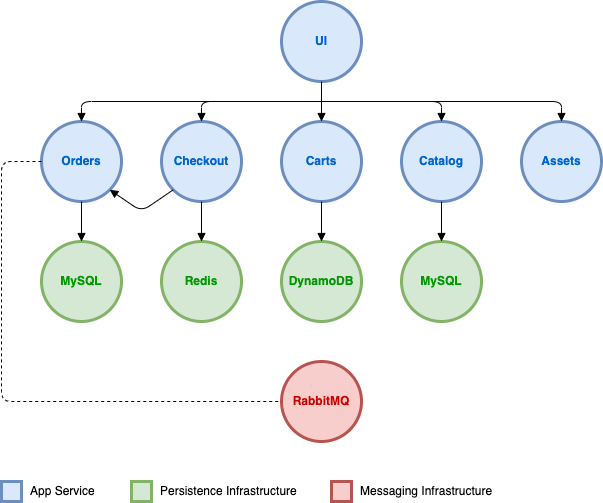 UI
Orders
Checkout
Carts
Catalog
Assets
MySQL
Redis
DynamoDB
MySQL
RabbitMQ
App Service
Persistence Infrastructure
Messaging Infrastructure